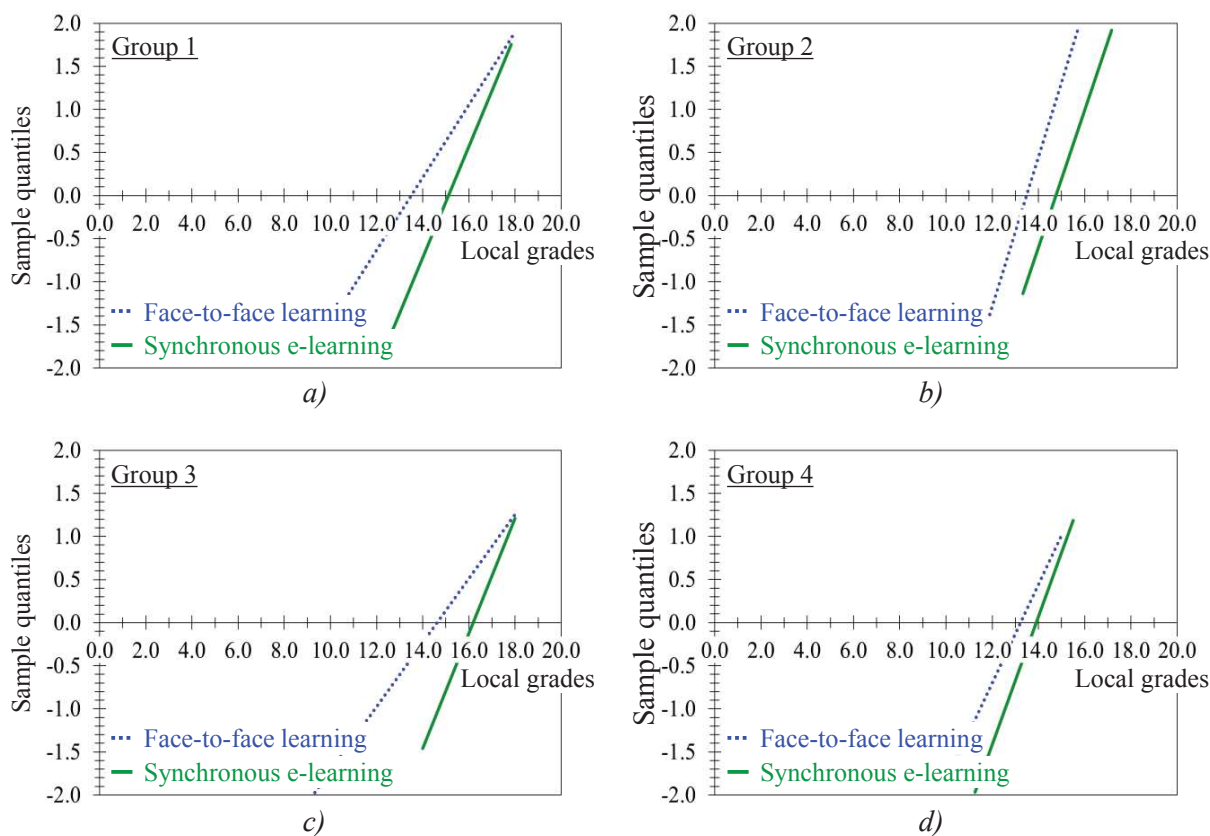 2.0
Group 1
1.5
1.0
0.5
0.0
0.0 2.0 4.0 6.0 8.0 10.0 12.0 14.0 16.0 18.0 20.0
-0.5
Local grades
-1.0
Face-to-face learning
-1.5
Synchronous e-learning
-2.0
Sample quantiles
a)
2.0
Group 2
1.5
1.0
0.5
0.0
0.0 2.0 4.0 6.0 8.0 10.0 12.0 14.0 16.0 18.0 20.0
-0.5
Local grades
-1.0
Face-to-face learning
-1.5
Synchronous e-learning
-2.0
Sample quantiles
b)
2.0
Group 3
1.5
1.0
0.5
0.0
0.0 2.0 4.0 6.0 8.0 10.0 12.0 14.0 16.0 18.0 20.0
-0.5
Local grades
-1.0
Face-to-face learning
-1.5
Synchronous e-learning
-2.0
Sample quantiles
c)
2.0
Group 4
1.5
1.0
0.5
0.0
0.0 2.0 4.0 6.0 8.0 10.0 12.0 14.0 16.0 18.0 20.0
-0.5
Local grades
-1.0
Face-to-face learning
-1.5
Synchronous e-learning
-2.0
Sample quantiles
d)